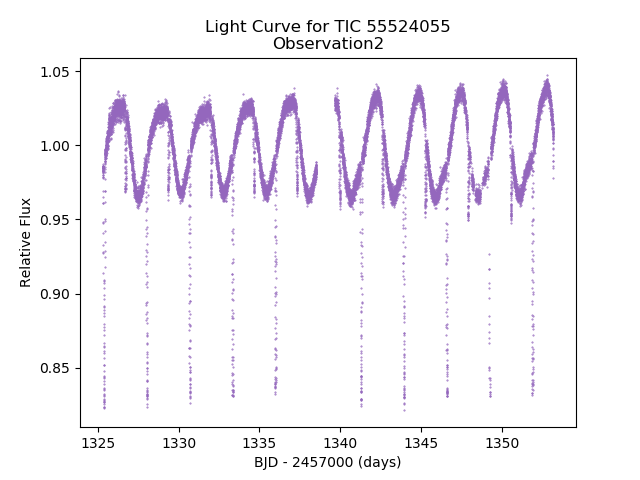 Light Curve for TIC 55524055
Observation2
1.05
1.00
0.95
0.90
0.85
Relative Flux
1325
1330
1335
1340
1345
1350
BJD - 2457000 (days)